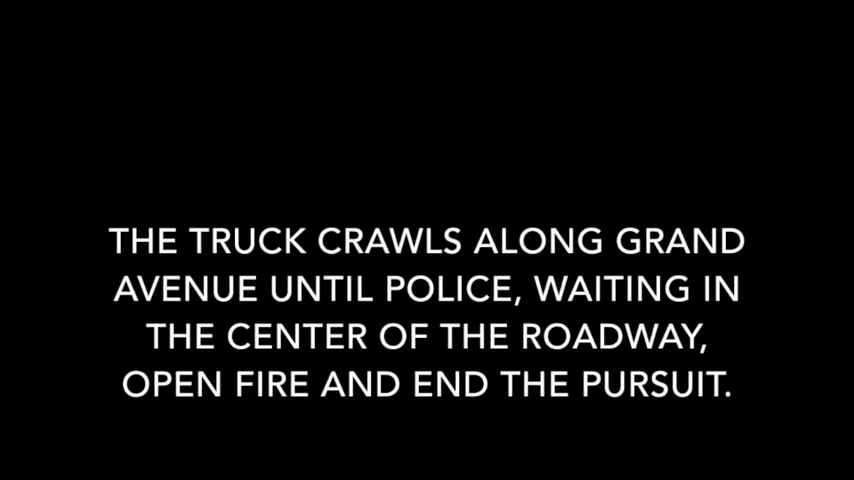 THE TRUCK CRAWLS ALONG GRAND
AVENUE UNTIL POLICE, WAITING IN
THE CENTER OF THE ROADWAY,
OPEN FIRE AND END THE PURSUIT.